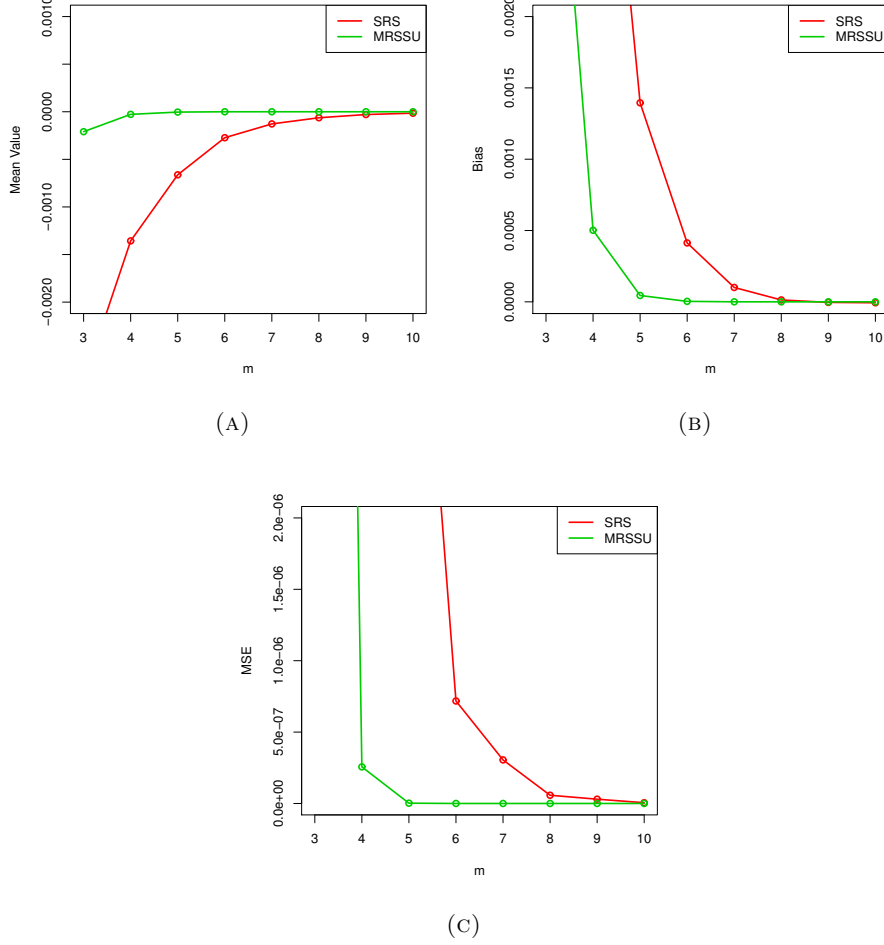 0.0010
0.0000
−0.0010
−0.0020
Mean Value
SRS
MRSSU
3 4 5 6 7 8 9 10
m
(A)
0.0020
0.0015
0.0010
0.0005
0.0000
Bias
SRS
MRSSU
3 4 5 6 7 8 9 10
m
(B)
2.0e−06
1.5e−06
1.0e−06
5.0e−07
0.0e+00
MSE
SRS
MRSSU
3 4 5 6 7 8 9 10
m
(C)